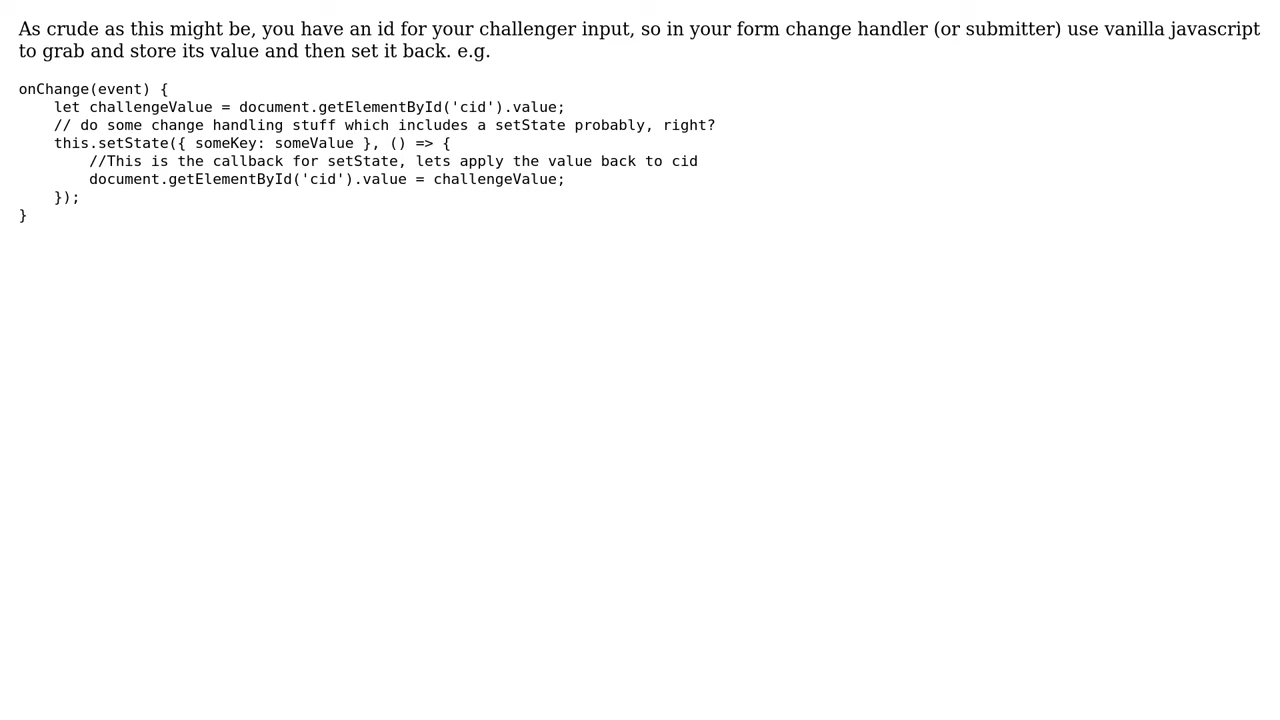 As crude as this might be, you have an id for your challenger input, so in your form change handler (or submitter) use vanilla javascript
to grab and store its value and then set it back. e.g.
onChange(event) {
    let challengeValue = document.getElementById('cid').value;
    // do some change handling stuff which includes a setState probably, right?
    this.setState({ someKey: someValue }, () => {
        //This is the callback for setState, lets apply the value back to cid
        document.getElementById('cid').value = challengeValue;
    });
}